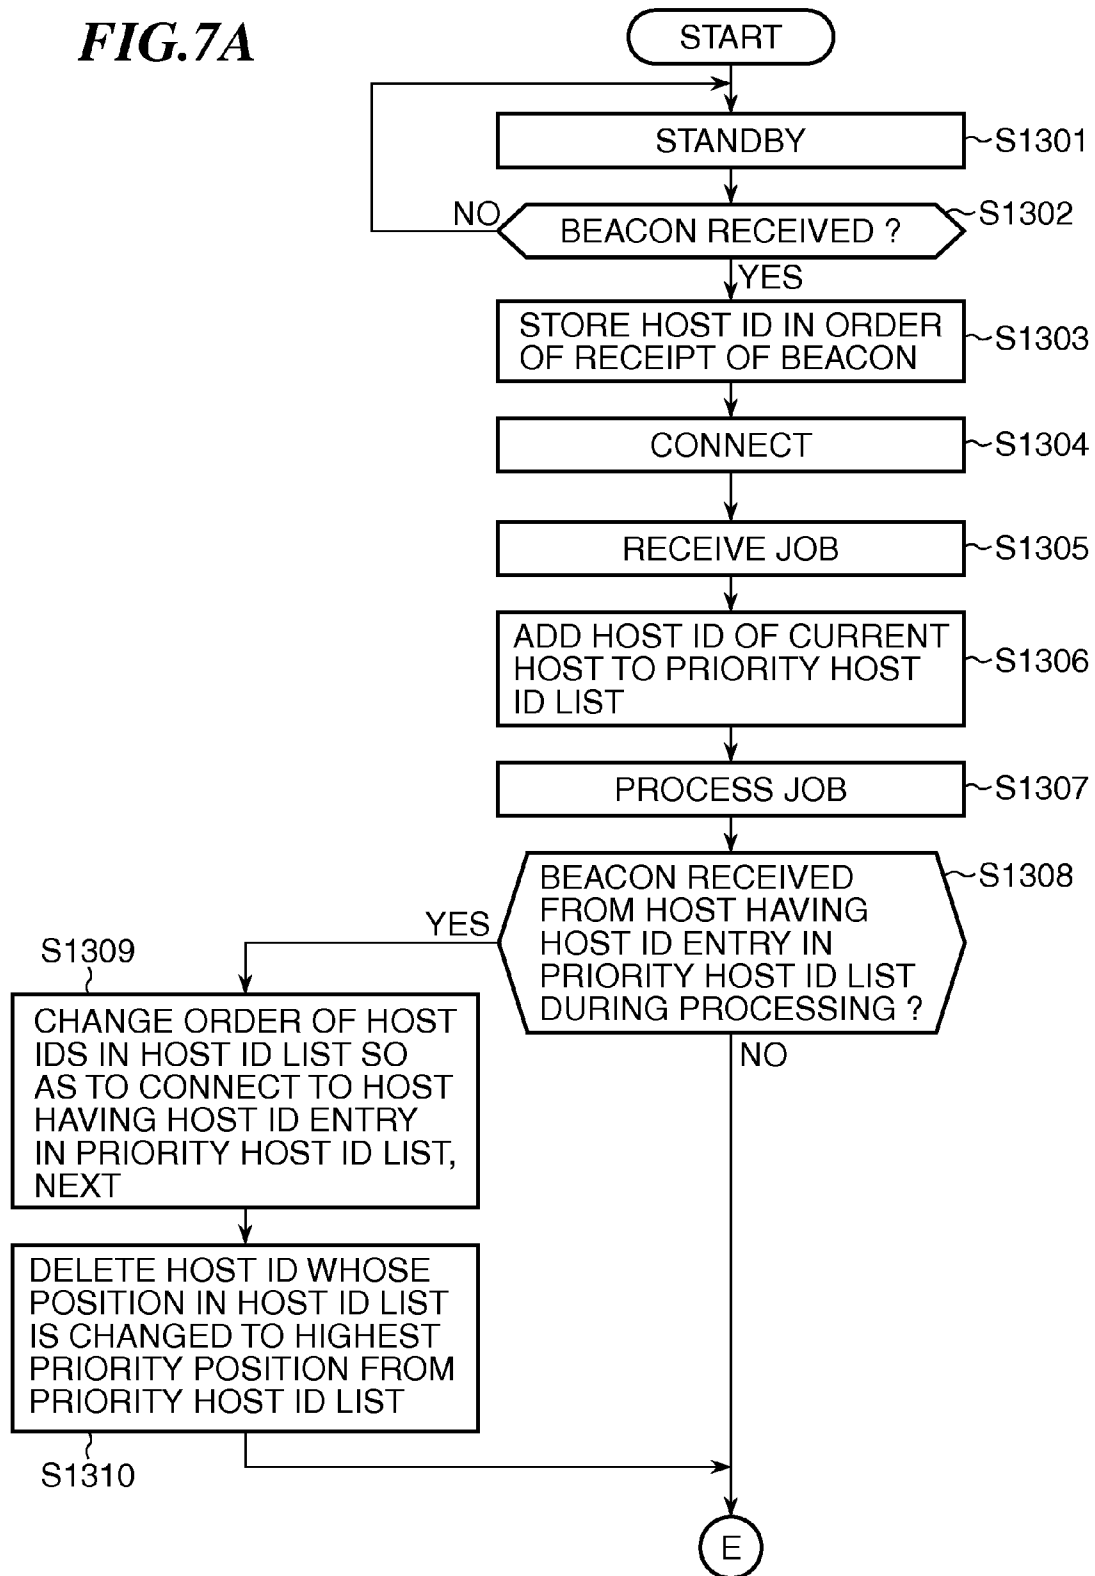 FIG.7A
START
STANDBY
S1301
NO
BEACON RECEIVED ?
S1302
YES
STORE HOST ID IN ORDER
OF RECEIPT OF BEACON
S1303
CONNECT
S1304
RECEIVE JOB
S1305
ADD HOST ID OF CURRENT
HOST TO PRIORITY HOST
ID LIST
S1306
PROCESS JOB
S1307
BEACON RECEIVED
FROM HOST HAVING
HOST ID ENTRY IN
PRIORITY HOST ID LIST
DURING PROCESSING ?
S1308
YES
NO
S1309
CHANGE ORDER OF HOST
IDS IN HOST ID LIST SO
AS TO CONNECT TO HOST
HAVING HOST ID ENTRY
IN PRIORITY HOST ID LIST,
NEXT
DELETE HOST ID WHOSE
POSITION IN HOST ID LIST
IS CHANGED TO HIGHEST
PRIORITY POSITION FROM
PRIORITY HOST ID LIST
S1310
E